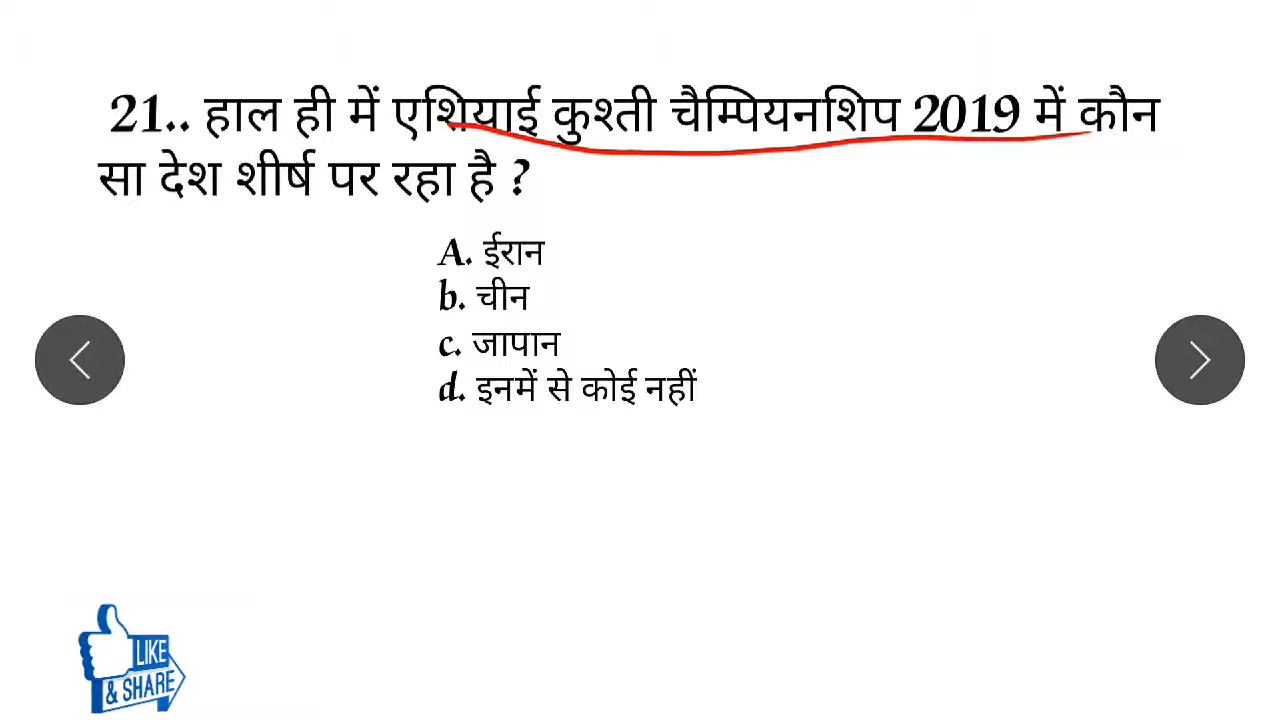 21.. हाल ही में एशियाई कुश्ती चैम्पियनशिप 2019 में कौन
सा देश शीर्ष पर रहा है ?
A. ईरान
b. चीन
c. जापान
d. इनमें से कोई नहीं
LIKE
& SHARE